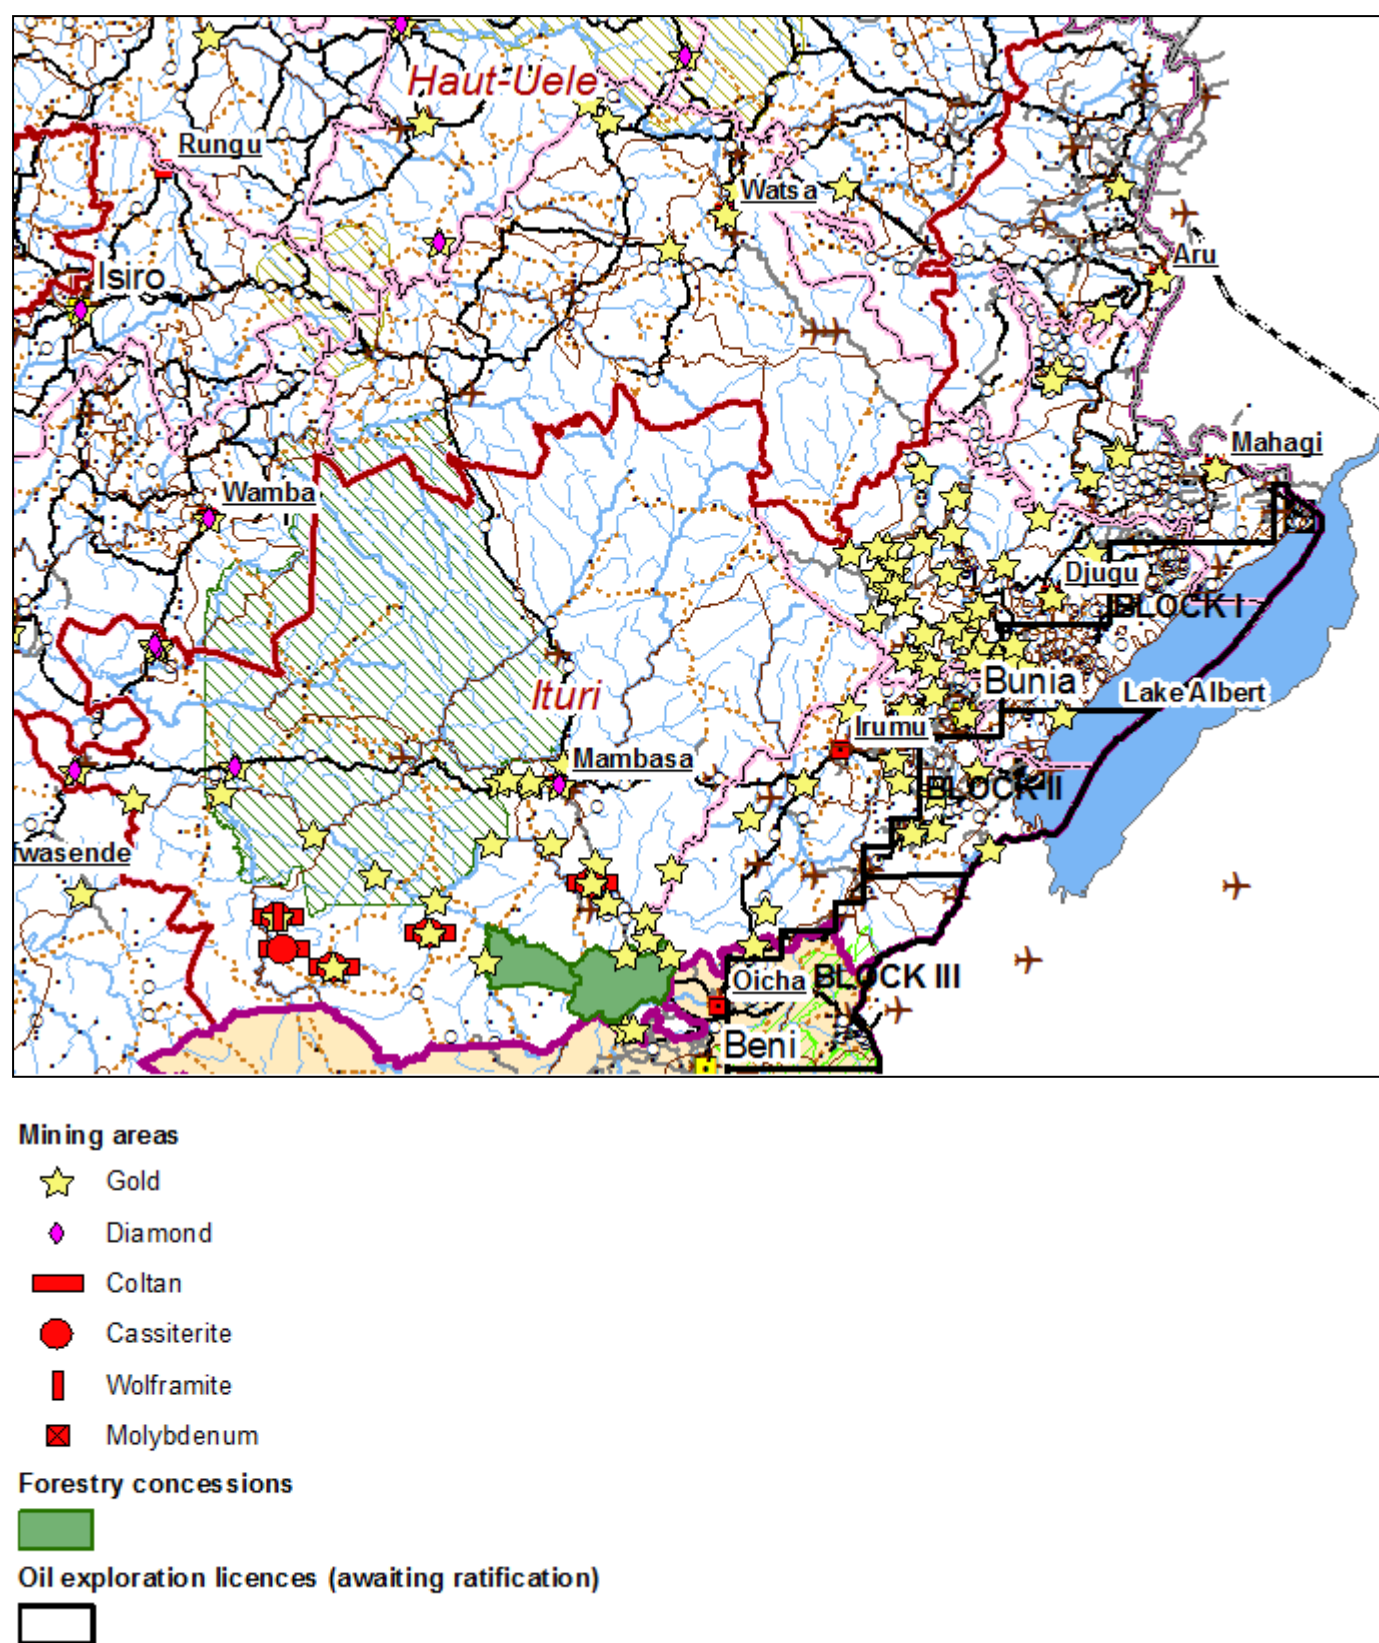 Haut-Uele
Rungu
Watsa
Aru
Isiro
Mahagi
Wamba
Djugu
BLOCK I
Bunia
Ituri
Lake Albert
Irumu
Mambasa
BLOCK II
fwasende
Oicha
BLOCK III
Beni
Mining areas
Gold
Diamond
Coltan
Cassiterite
Wolframite
Molybdenum
Forestry concessions
Oil exploration licences (awaiting ratification)